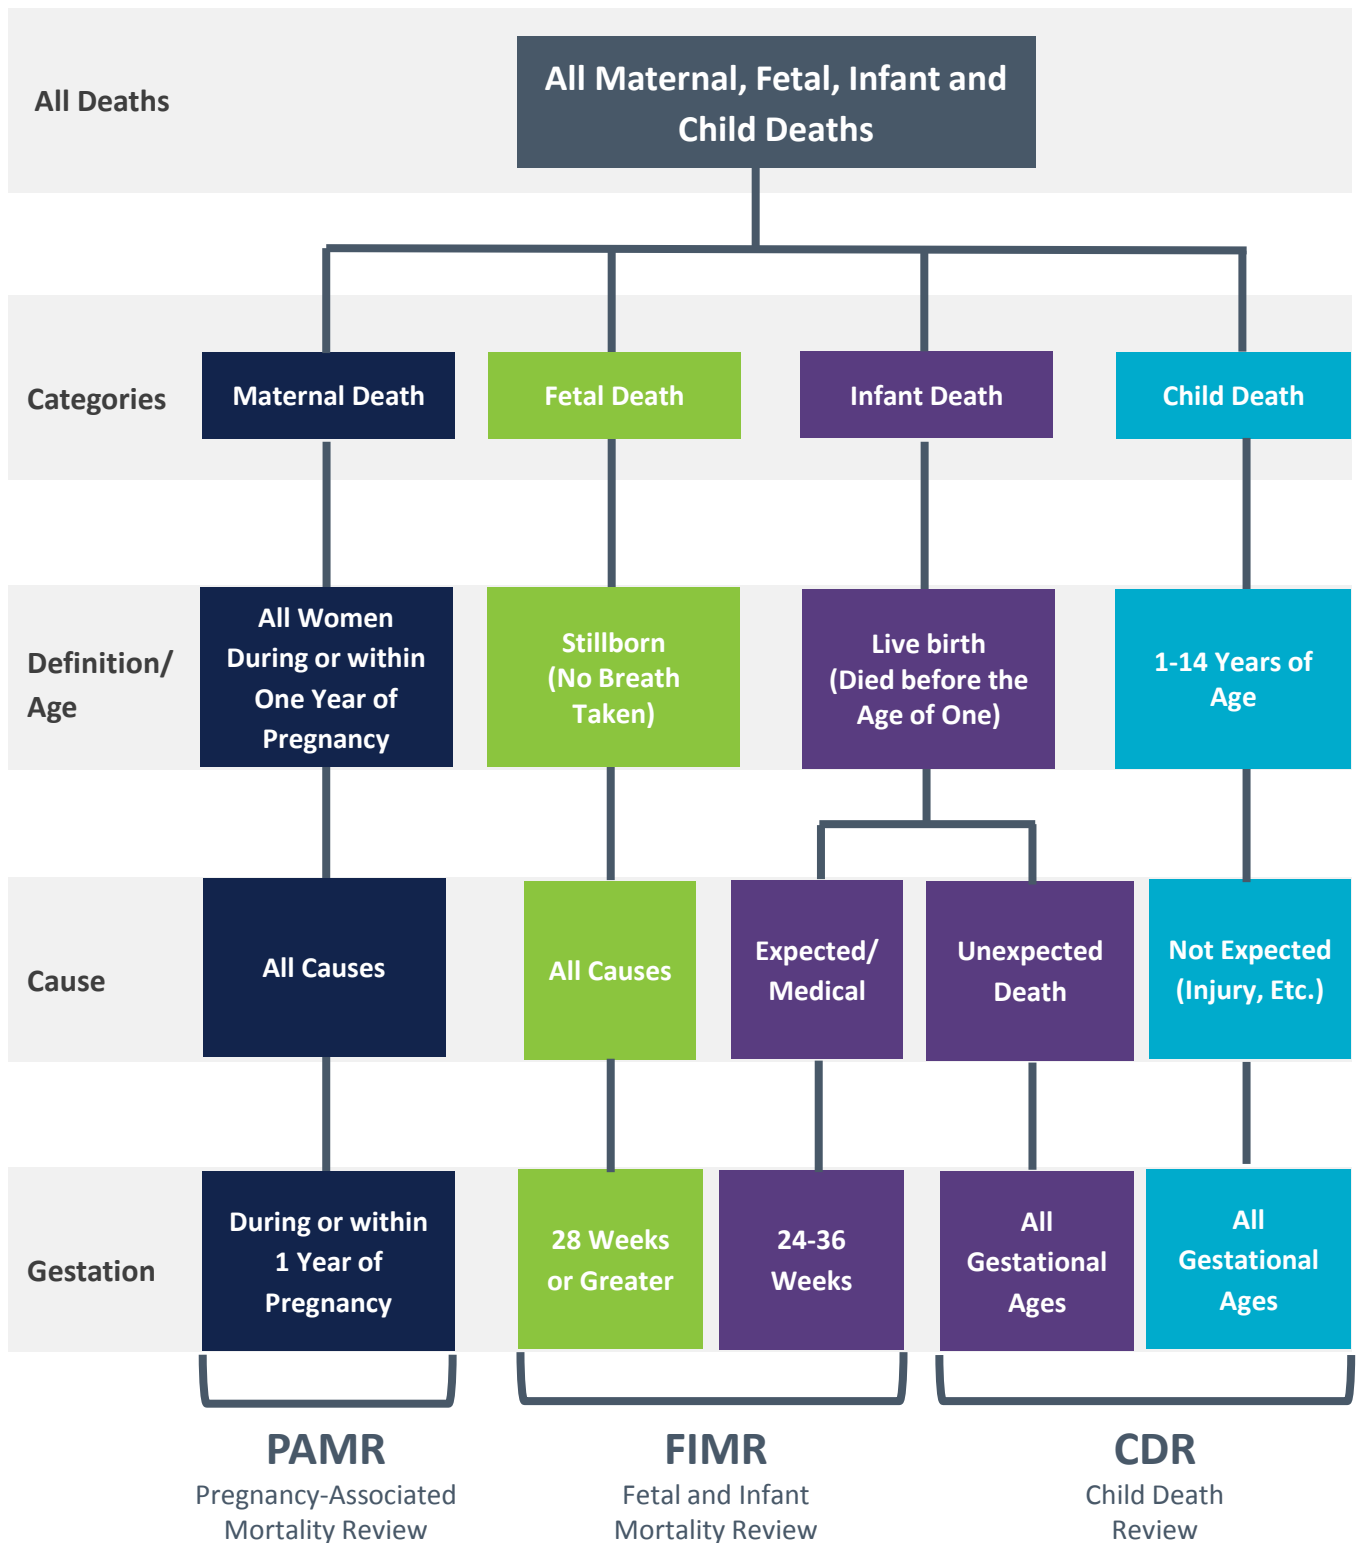 All Deaths
All Maternal, Fetal, Infant and
Child Deaths
Categories
Maternal Death
Fetal Death
Infant Death
Child Death
Definition/
Age
All Women
During or within
One Year of
Pregnancy
Stillborn
(No Breath
Taken)
Live birth
(Died before the
Age of One)
1-14 Years of
Age
Cause
All Causes
All Causes
Expected/
Medical
Unexpected
Death
Not Expected
(Injury, Etc.)
Gestation
During or within
1 Year of
Pregnancy
28 Weeks
or Greater
24-36
Weeks
All
Gestational
Ages
All
Gestational
Ages
PAMR
Pregnancy-Associated
Mortality Review
FIMR
Fetal and Infant
Mortality Review
CDR
Child Death
Review